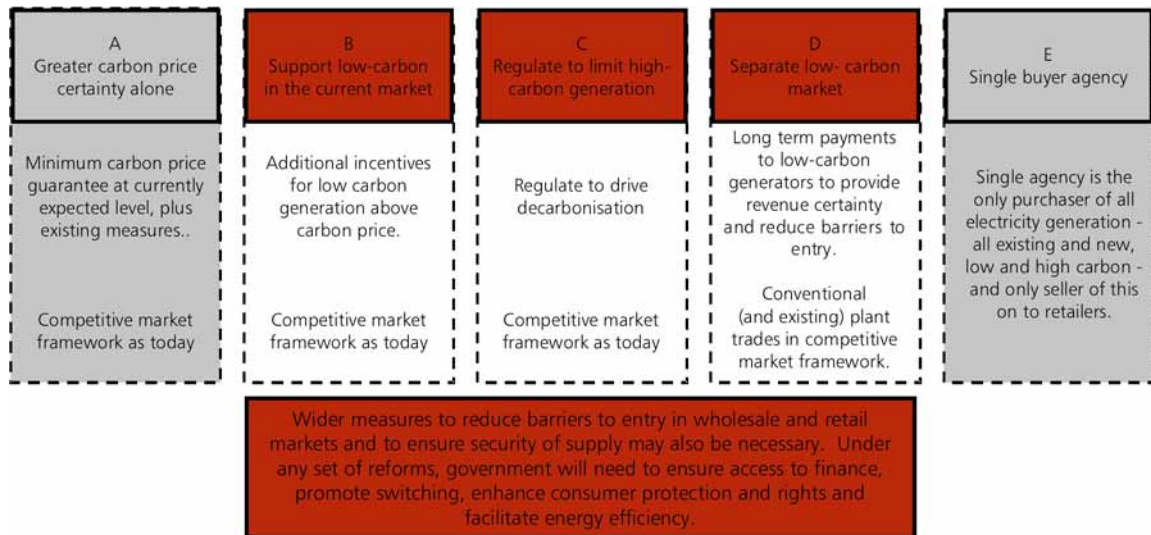 A
Greater carbon price
certainty alone
Minimum carbon price
guarantee at currently
expected level, plus
existing measures..
Competitive market
framework as today
B
Support low-carbon
in the current market
Additional incentives
for low carbon
generation above
carbon price.
Competitive market
framework as today
C
Regulate to limit high-
carbon generation
Regulate to drive
decarbonisation
Competitive market
framework as today
D
Separate low- carbon
market
Long term payments
to low-carbon
generators to provide
revenue certainty
and reduce barriers to
entry.
Conventional
(and existing) plant
trades in competitive
market framework.
E
Single buyer agency
Single agency is the
only purchaser of all
electricity generation -
all existing and new,
low and high carbon -
and only seller of this
on to retailers.
Wider measures to reduce barriers to entry in wholesale and retail
markets and to ensure security of supply may also be necessary. Under
any set of reforms, government will need to ensure access to finance,
promote switching, enhance consumer protection and rights and
facilitate energy efficiency.